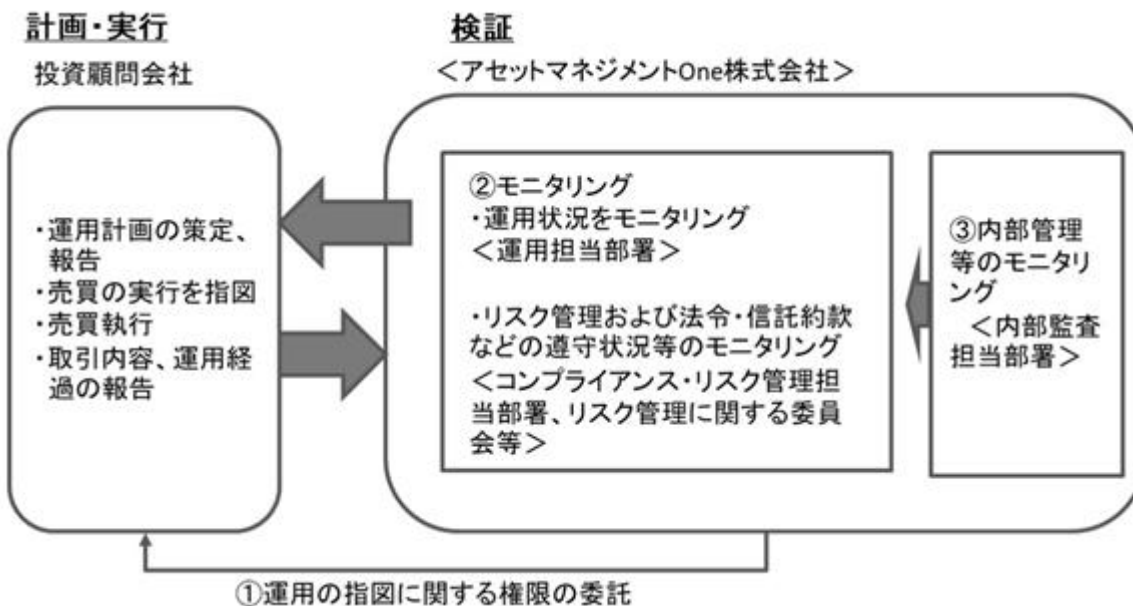 計画・実行
投資顧問会社
・運用計画の策定、
報告
・売買の実行を指図
・売買執行
・取引内容、運用経
過の報告
検証
＜アセットマネジメントOne株式会社＞
②モニタリング
・運用状況をモニタリング
＜運用担当部署＞
・リスク管理および法令・信託約款
などの遵守状況等のモニタリング
＜コンプライアンス・リスク管理担
当部署、リスク管理に関する委員
会等＞
③内部管理
等のモニタリ
ング
＜内部監査
担当部署＞
①運用の指図に関する権限の委託